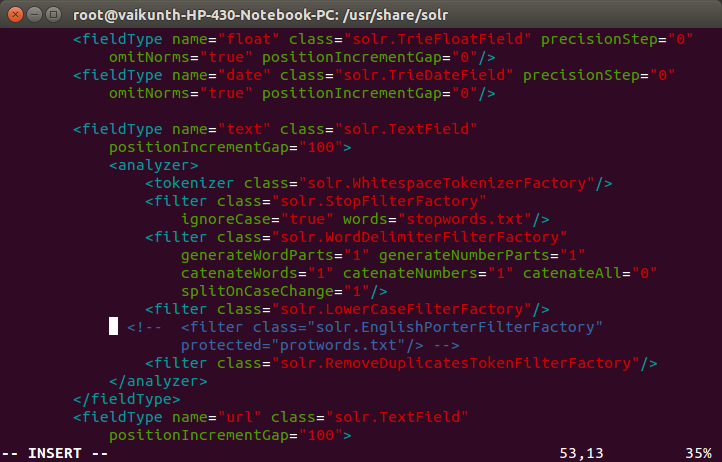 root@vaikunth-HP-430-Notebook-PC: /usr/share/solr
<fieldType name="float" class="solr.TrieFloatField" precisionStep="0"
omitNorms="true" positionIncrementGap="0"/>
<fieldType name="date" class="solr.TrieDateField" precisionStep="0"
omitNorms="true" positionIncrementGap="0"/>
<fieldType name="text" class="solr.TextField"
positionIncrementGap="100">
<analyzer>
<tokenizer class="solr.WhitespaceTokenizerFactory"/>
<filter class="solr.StopFilterFactory"
ignoreCase="true" words="stopwords.txt"/>
<filter class="solr.WordDelimiterFilterFactory"
generateWordParts="1" generateNumberParts="1"
catenateWords="1" catenateNumbers="1" catenateAll="0"
splitOnCaseChange="1"/>
<filter class="solr.LowerCaseFilterFactory"/>
<!--  <filter class="solr.EnglishPorterFilterFactory"
protected="protwords.txt"/> -->
<filter class="solr.RemoveDuplicatesTokenFilterFactory"/>
</analyzer>
</fieldType>
<fieldType name="url" class="solr.TextField"
positionIncrementGap="100">
-- INSERT -- 53,13 35%